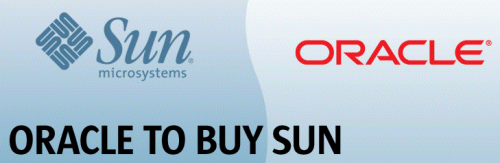 Sun
microsystems
ORACLE®
ORACLE TO BUY SUN